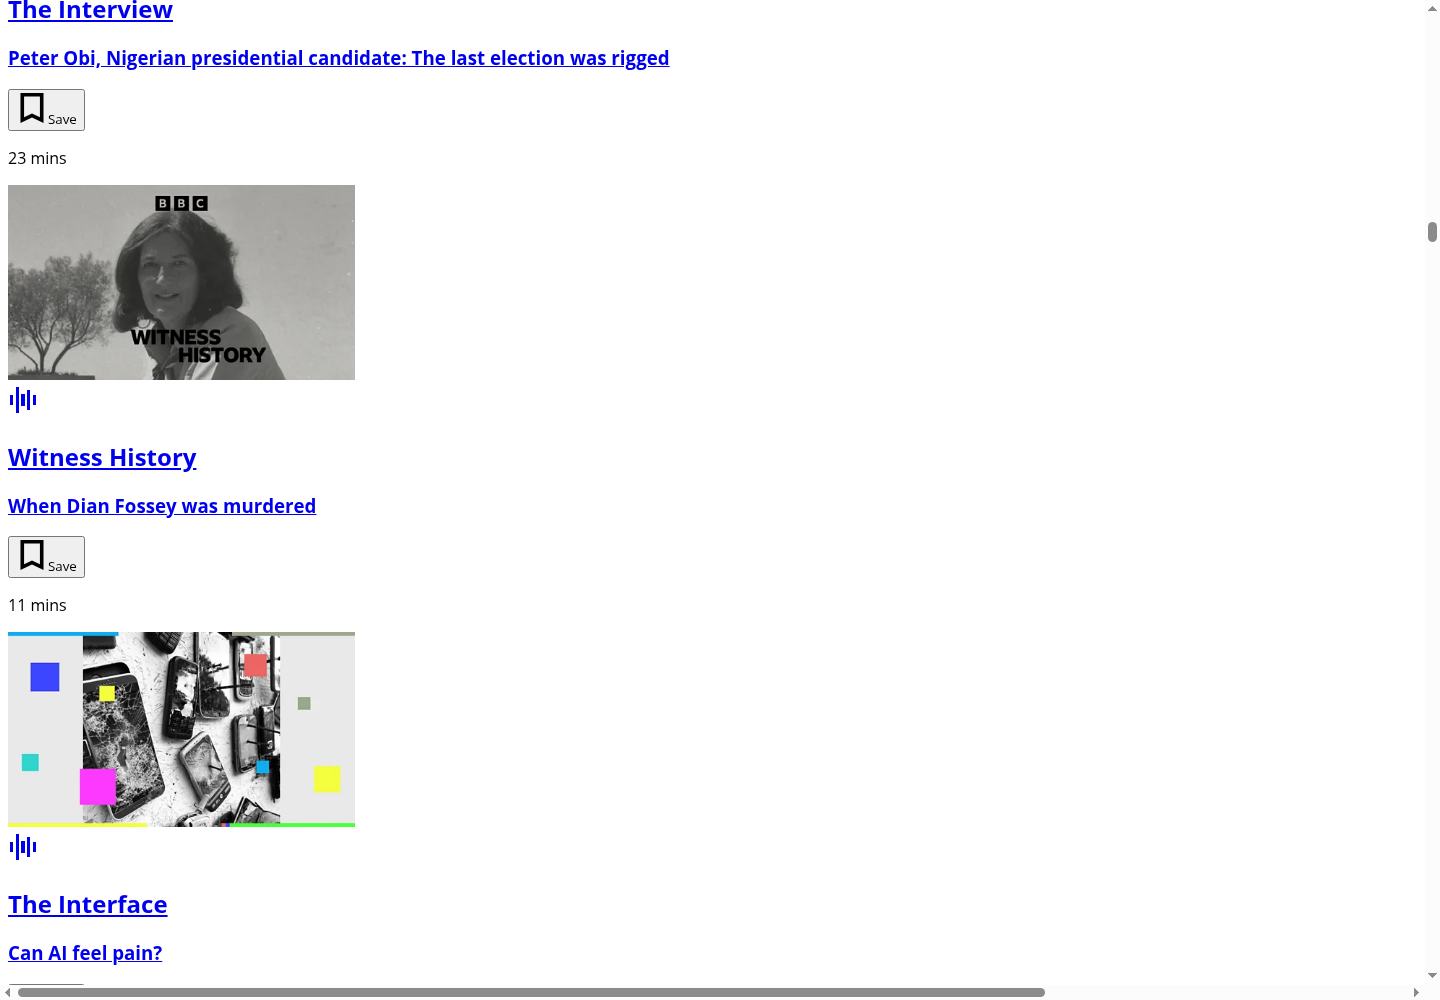 The Interview
Peter Obi, Nigerian presidential candidate: The last election was rigged
Save
23 mins
BBC
WITNESS
HISTORY
Witness History
When Dian Fossey was murdered
Save
11 mins
The Interface
Can AI feel pain?